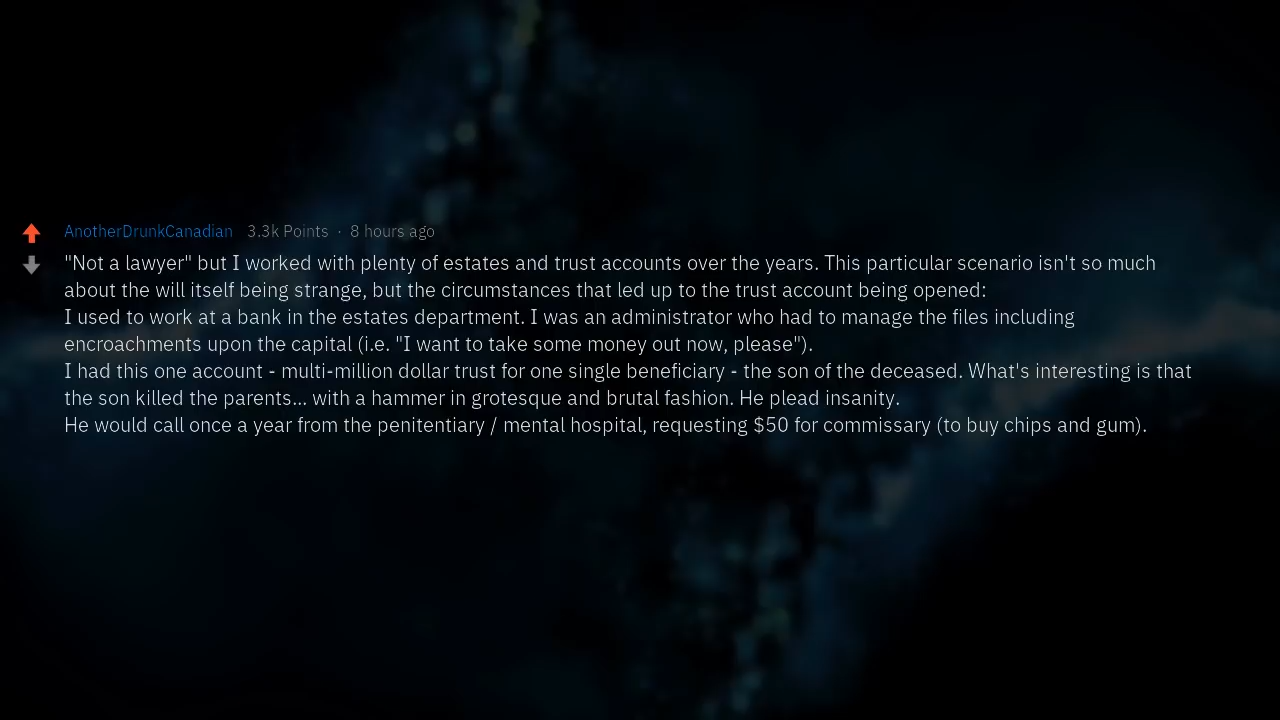 AnotherDrunkCanadian 3.3k Points · 8 hours ago
"Not a lawyer" but I worked with plenty of estates and trust accounts over the years. This particular scenario isn't so much
about the will itself being strange, but the circumstances that led up to the trust account being opened:
I used to work at a bank in the estates department. I was an administrator who had to manage the files including
encroachments upon the capital (i.e. "I want to take some money out now, please").
I had this one account - multi-million dollar trust for one single beneficiary - the son of the deceased. What's interesting is that
the son killed the parents... with a hammer in grotesque and brutal fashion. He plead insanity.
He would call once a year from the penitentiary / mental hospital, requesting $50 for commissary (to buy chips and gum).